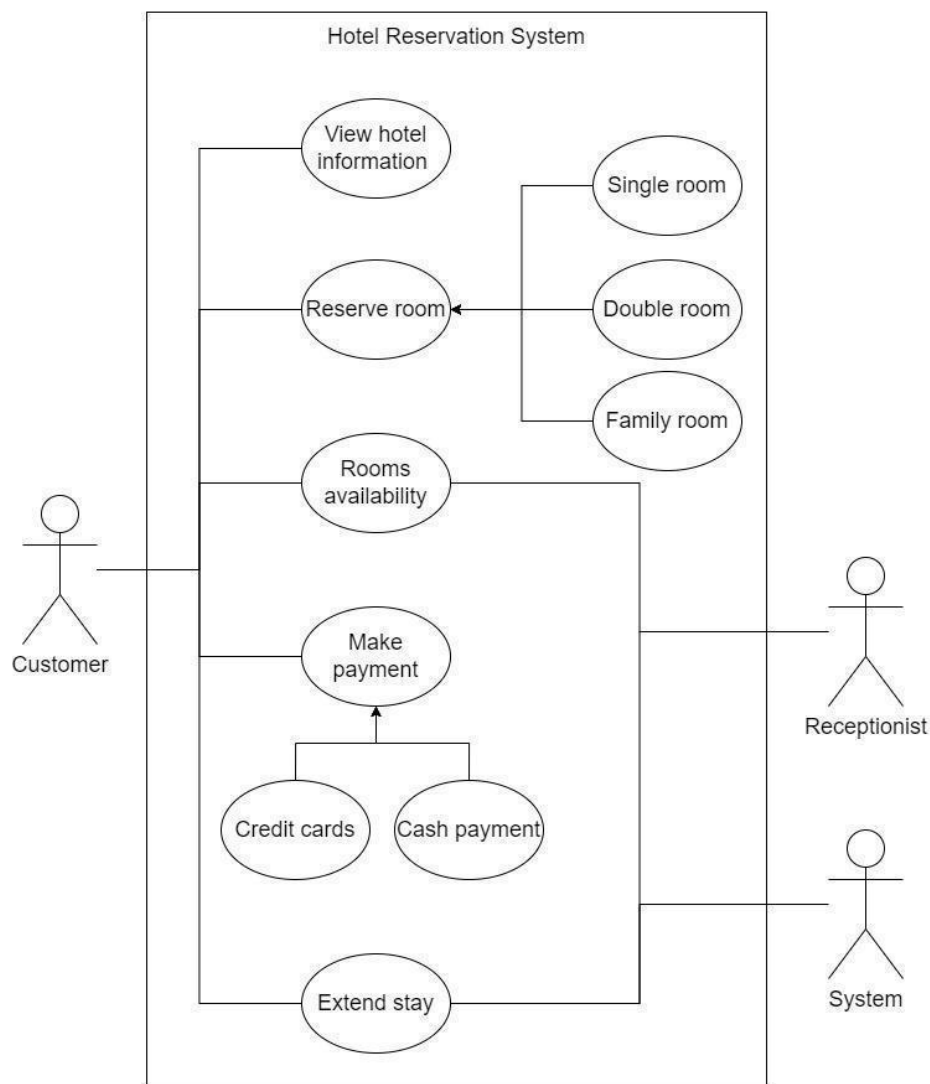 Hotel Reservation System
View hotel
information
Single room
Reserve room
Double room
Family room
Rooms
availability
Customer
Make
payment
Receptionist
Credit cards
Cash payment
Extend stay
System